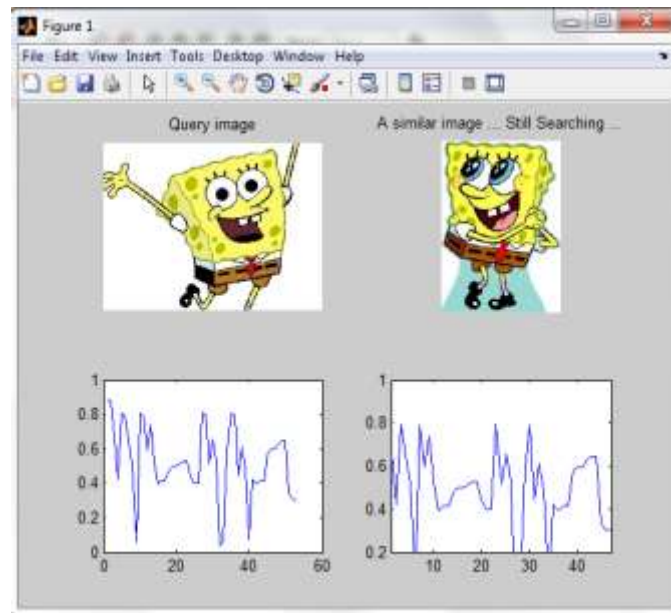 Figure 1
File Edit View Insert Tools Desktop Window Help
Query image
A similar image ... Still Searching ...
1
0.8
0.6
0.4
0.2
0
0 20 40 60
1
0.8
0.6
0.4
0.2
10 20 30 40